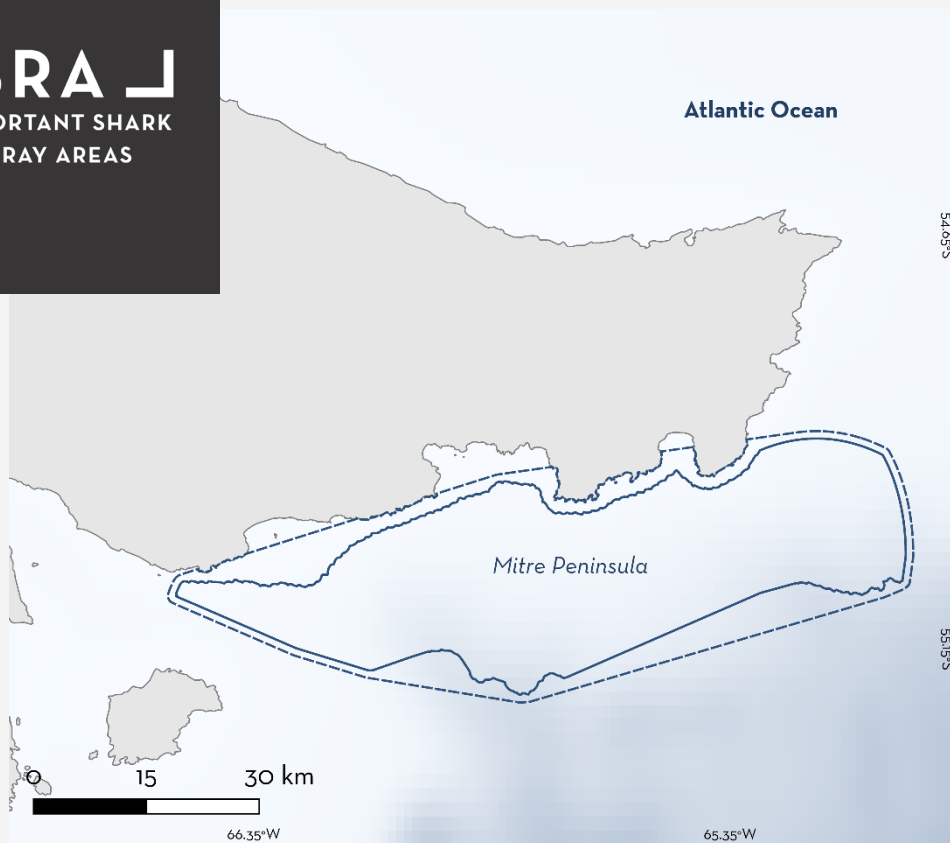 RA
ORTANT SHARK
RAY AREAS
Atlantic Ocean
54.65°S
Mitre Peninsula
55.15°S
0 15 30 km
66.35°W 65.35°W